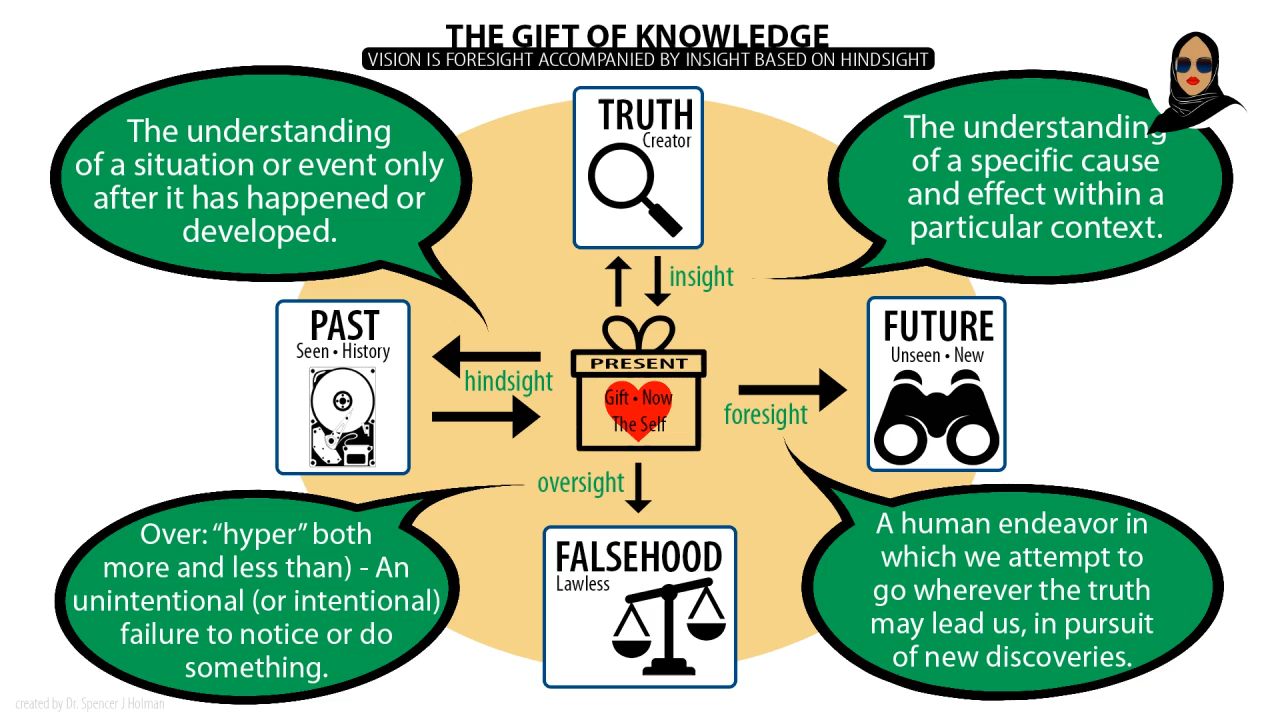 THE GIFT OF KNOWLEDGE
VISION IS FORESIGHT ACCOMPANIED BY INSIGHT BASED ON HINDSIGHT
The understanding
of a situation or event only
after it has happened or
developed.
TRUTH
Creator
The understanding
of a specific cause
and effect within a
particular context.
insight
PAST
Seen • History
hindsight
PRESENT
Gift • Now
The Self
foresight
FUTURE
Unseen • New
oversight
Over: “hyper” both
more and less than) - An
unintentional (or intentional)
failure to notice or do
something.
FALSEHOOD
Lawless
A human endeavor in
which we attempt to
go wherever the truth
may lead us, in pursuit
of new discoveries.
created by Dr. Spencer J Holman